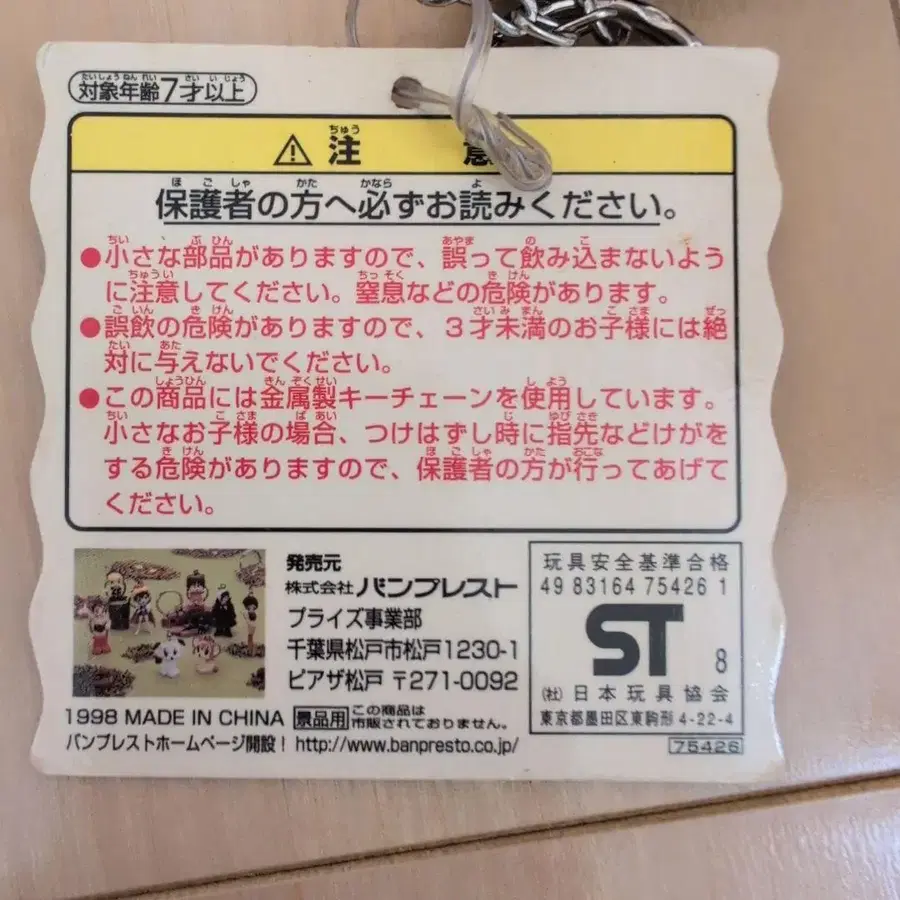 対象年齢7才以上
⚠注 意
保護者の方へ必ずお読みください。
●小さな部品がありますので、誤って飲み込まないよう
に注意してください。窒息などの危険があります。
●誤飲の危険がありますので、3才未満のお子様には絶
対に与えないでください。
●この商品には金属製キーチェーンを使用しています。
小さなお子様の場合、つけはずし時に指先などけがを
する危険がありますので、保護者の方が行ってあげて
ください。
発売元
株式会社バンプレスト
プライズ事業部
千葉県松戸市松戸1230-1
ピアザ松戸 〒271-0092
1998 MADE IN CHINA
景品用 この商品は
市販されておりません。
バンプレストホームページ開設! http://www.banpresto.co.jp/
玩具安全基準合格
49 83164 75426 1
ST 8
(社)日本玩具協会
東京都墨田区東駒形4-22-4
75426